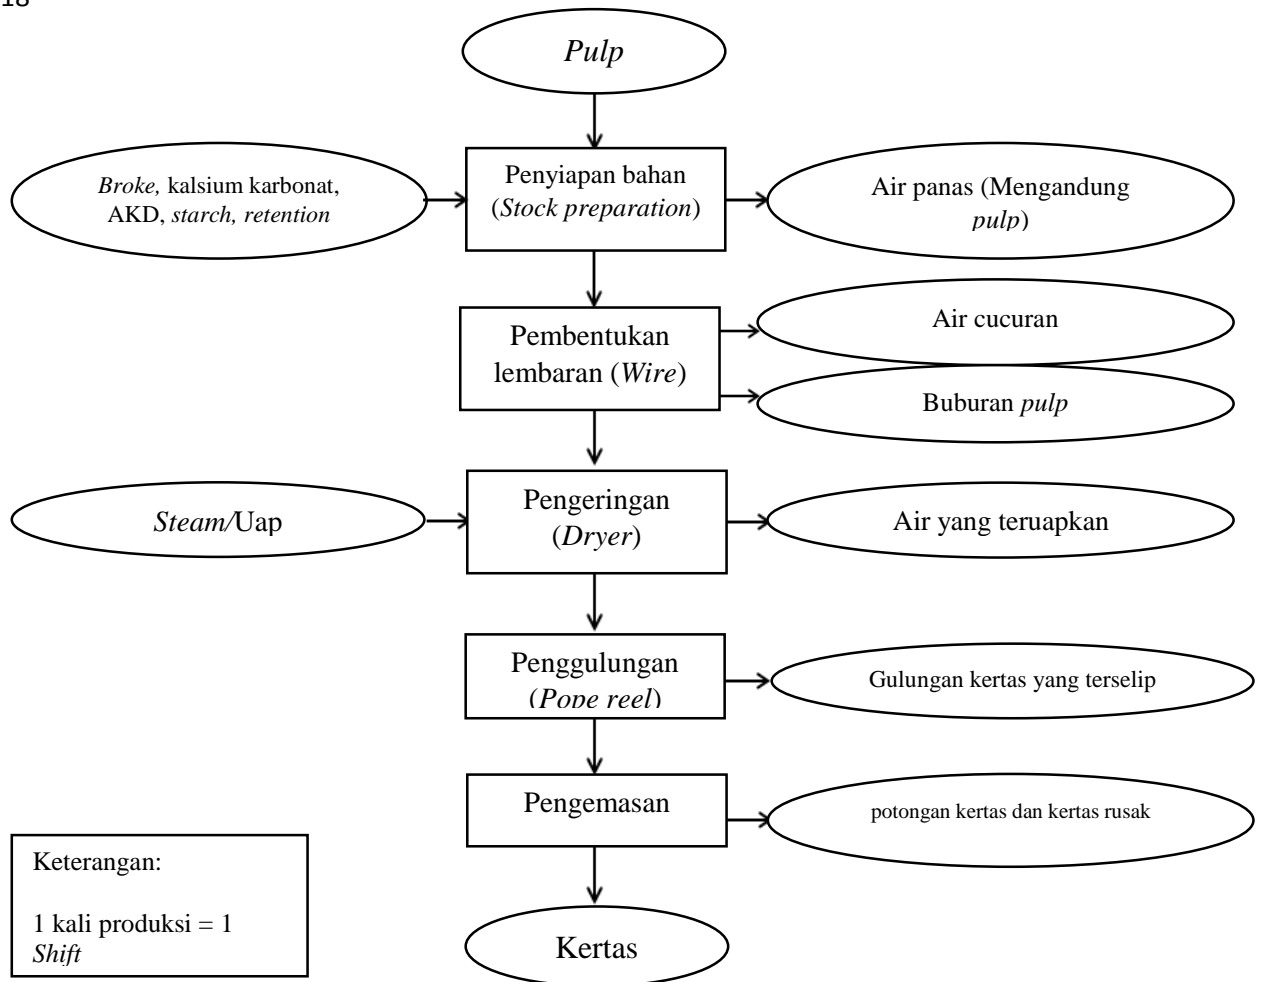 18
Pulp
Broke, kalsium karbonat,
AKD, starch, retention
Penyiapan bahan
(Stock preparation)
Air panas (Mengandung
pulp)
Pembentukan
lembaran (Wire)
Air cucuran
Buburan pulp
Steam/Uap
Pengeringan
(Dryer)
Air yang teruapkan
Penggulungan
(Pope reel)
Gulungan kertas yang terselip
Pengemasan
potongan kertas dan kertas rusak
Keterangan:
1 kali produksi = 1
Shift
Kertas